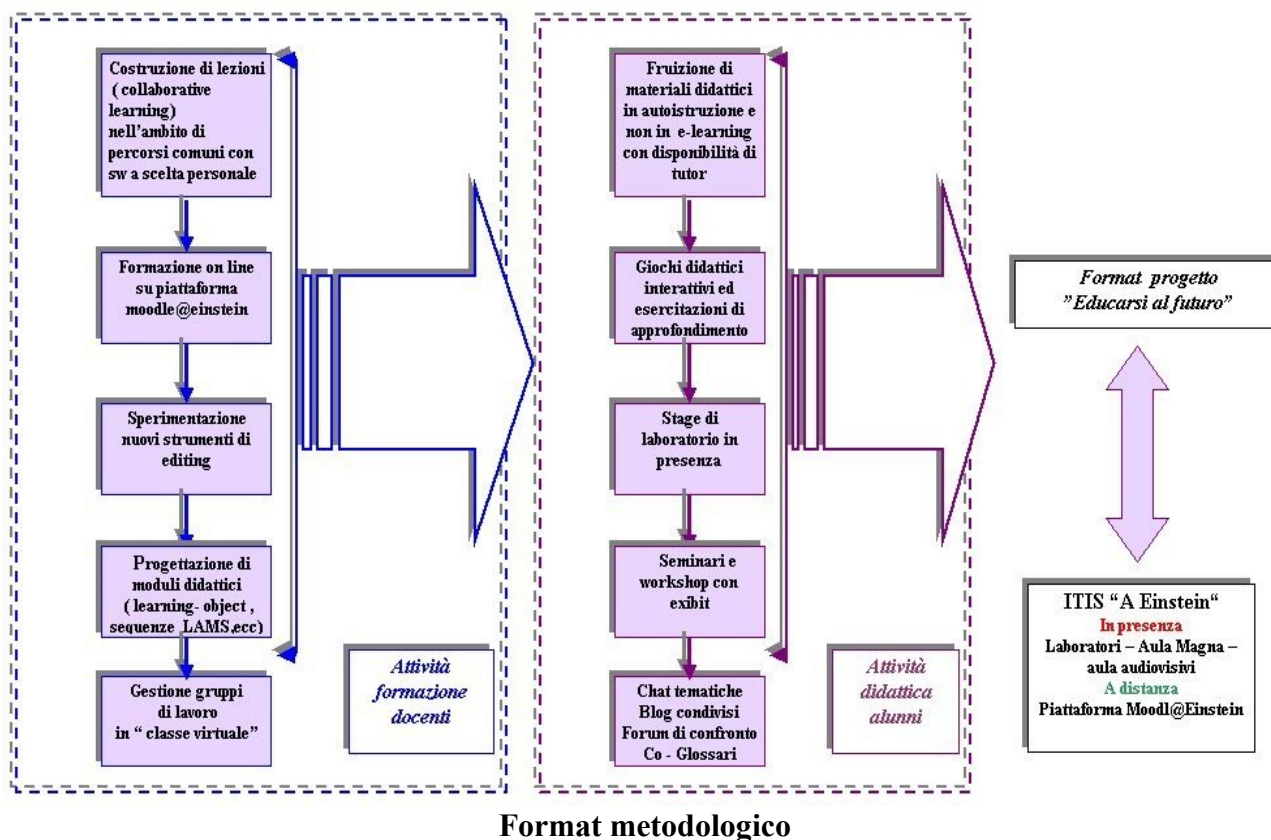 Costruzione di lezioni
( collaborative
learning)
nell'ambito di
percorsi comuni con
sw a scelta personale
Formazione on line
su piattaforma
moodle@einstein
Sperimentazione
nuovi strumenti di
editing
Progettazione di
moduli didattici
( learning- object ,
sequenze LAMS,ecc)
Gestione gruppi
di lavoro
in “ classe virtuale”
Attività
formazione
docenti
Fruizione di
materiali didattici
in autoistruzione e
non in e-learning
con disponibilità di
tutor
Giochi didattici
interattivi ed
esercitazioni di
approfondimento
Stage di
laboratorio in
presenza
Seminari e
workshop con
exibit
Chat tematiche
Blog condivisi
Forum di confronto
Co - Glossari
Attività
didattica
alunni
Format progetto
”Educarsi al futuro”
ITIS “A Einstein“
In presenza
Laboratori – Aula Magna –
aula audiovisivi
A distanza
Piattaforma Moodl@Einstein
Format metodologico